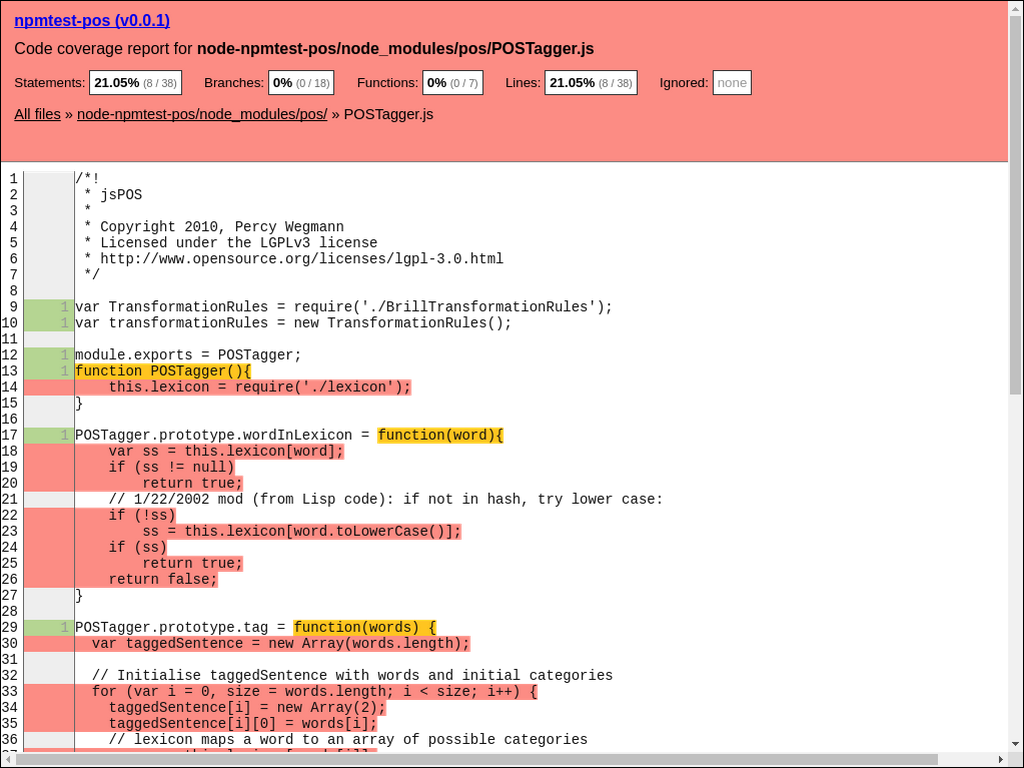 npmtest-pos (v0.0.1)
Code coverage report for node-npmtest-pos/node_modules/pos/POSTagger.js
Statements: 21.05% (8 / 38) Branches: 0% (0 / 18) Functions: 0% (0 / 7) Lines: 21.05% (8 / 38) Ignored: none
All files » node-npmtest-pos/node_modules/pos/ » POSTagger.js
1 /*!
2  * jsPOS
3  *
4  * Copyright 2010, Percy Wegmann
5  * Licensed under the LGPLv3 license
6  * http://www.opensource.org/licenses/lgpl-3.0.html
7  */
8
9 1 var TransformationRules = require('./BrillTransformationRules');
10 1 var transformationRules = new TransformationRules();
11
12 1 module.exports = POSTagger;
13 1 function POSTagger(){
14     this.lexicon = require('./lexicon');
15 }
16
17 1 POSTagger.prototype.wordInLexicon = function(word){
18     var ss = this.lexicon[word];
19     if (ss != null)
20         return true;
21     // 1/22/2002 mod (from Lisp code): if not in hash, try lower case:
22     if (!ss)
23         ss = this.lexicon[word.toLowerCase()];
24     if (ss)
25         return true;
26     return false;
27 }
28
29 1 POSTagger.prototype.tag = function(words) {
30   var taggedSentence = new Array(words.length);
31
32   // Initialise taggedSentence with words and initial categories
33   for (var i = 0, size = words.length; i < size; i++) {
34     taggedSentence[i] = new Array(2);
35     taggedSentence[i][0] = words[i];
36     // lexicon maps a word to an array of possible categories